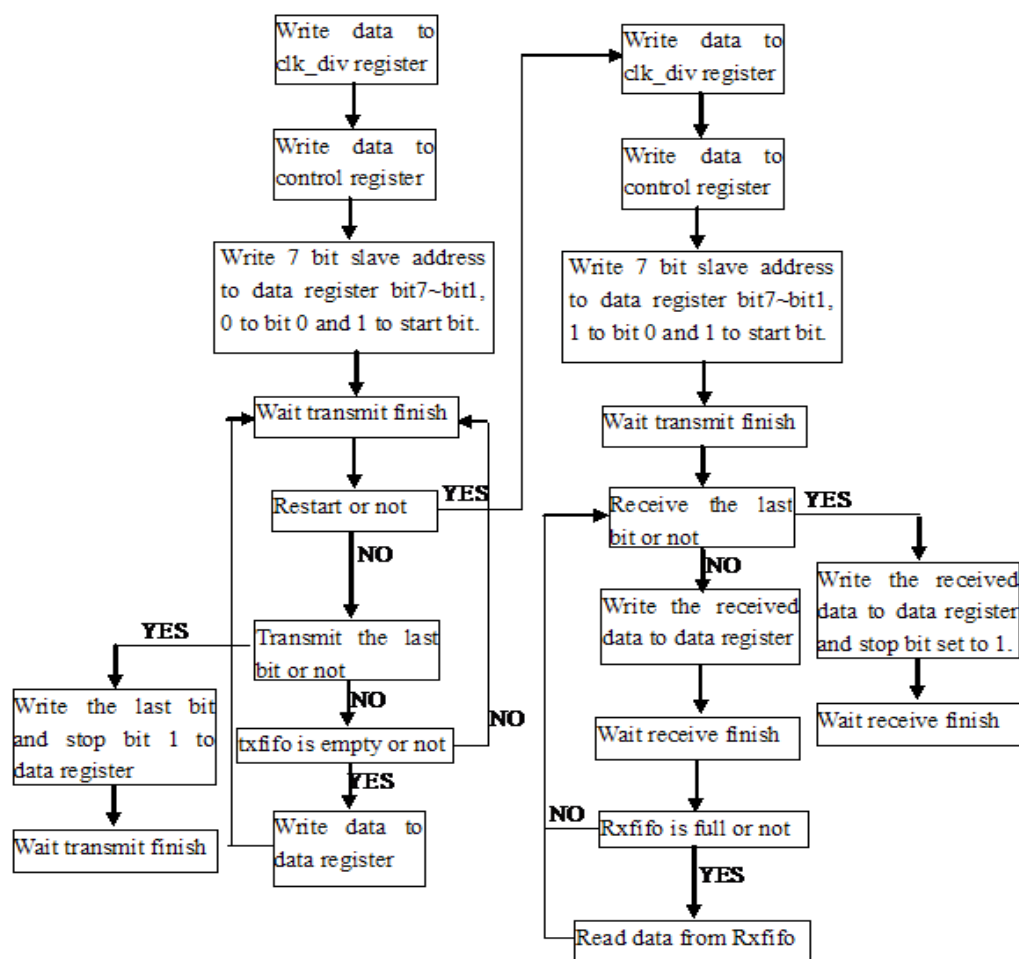 Write data to
clk_div register
Write data to
control register
Write 7 bit slave address
to data register bit7~bit1,
0 to bit 0 and 1 to start bit.
Wait transmit finish
Restart or not
YES
NO
Transmit the last
bit or not
YES
NO
Write the last bit
and stop bit 1 to
data register
Wait transmit finish
txfifo is empty or not
NO
YES
Write data to
data register
Write data to
clk_div register
Write data to
control register
Write 7 bit slave address
to data register bit7~bit1,
1 to bit 0 and 1 to start bit.
Wait transmit finish
Receive the last
bit or not
YES
NO
Write the received
data to data register
Write the received
data to data register
and stop bit set to 1.
Wait receive finish
Wait receive finish
Rxfifo is full or not
NO
YES
Read data from Rxfifo